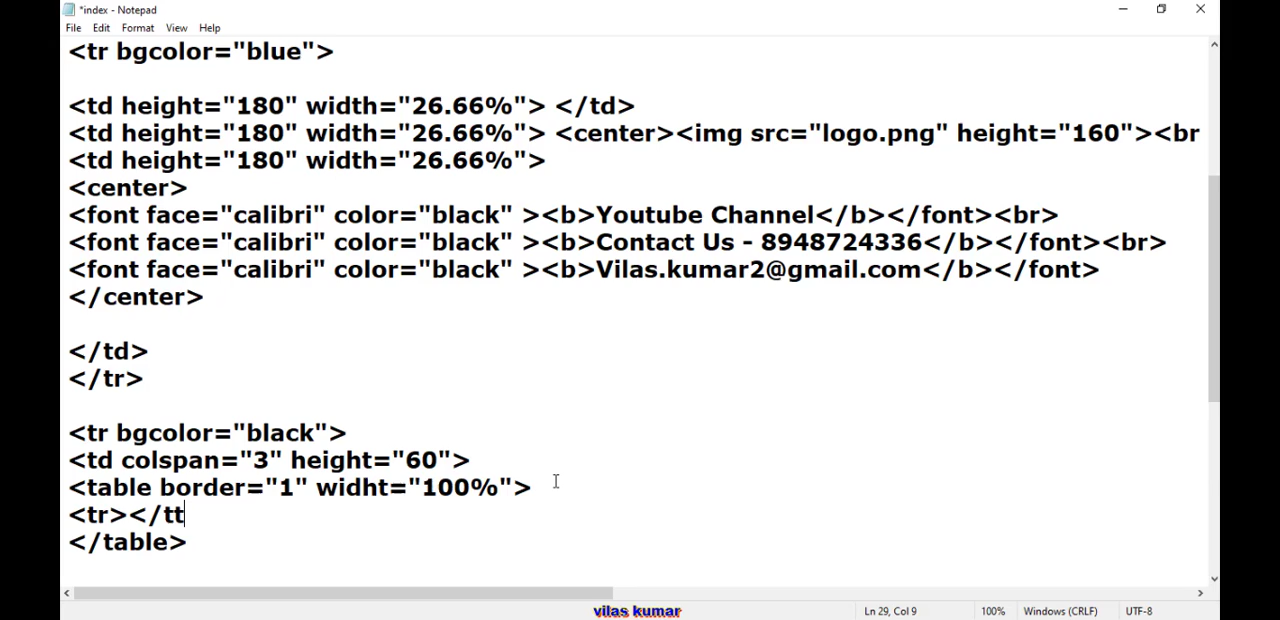 *index - Notepad
File Edit Format View Help
<tr bgcolor="blue">
<td height="180" width="26.66%"> </td>
<td height="180" width="26.66%"> <center><img src="logo.png" height="160"><br
<td height="180" width="26.66%">
<center>
<font face="calibri" color="black" ><b>Youtube Channel</b></font><br>
<font face="calibri" color="black" ><b>Contact Us - 8948724336</b></font><br>
<font face="calibri" color="black" ><b>Vilas.kumar2@gmail.com</b></font>
</center>
</td>
</tr>
<tr bgcolor="black">
<td colspan="3" height="60">
<table border="1" widht="100%">
<tr></tt
</table>
vilas kumar Ln 29, Col 9 100% Windows (CRLF) UTF-8